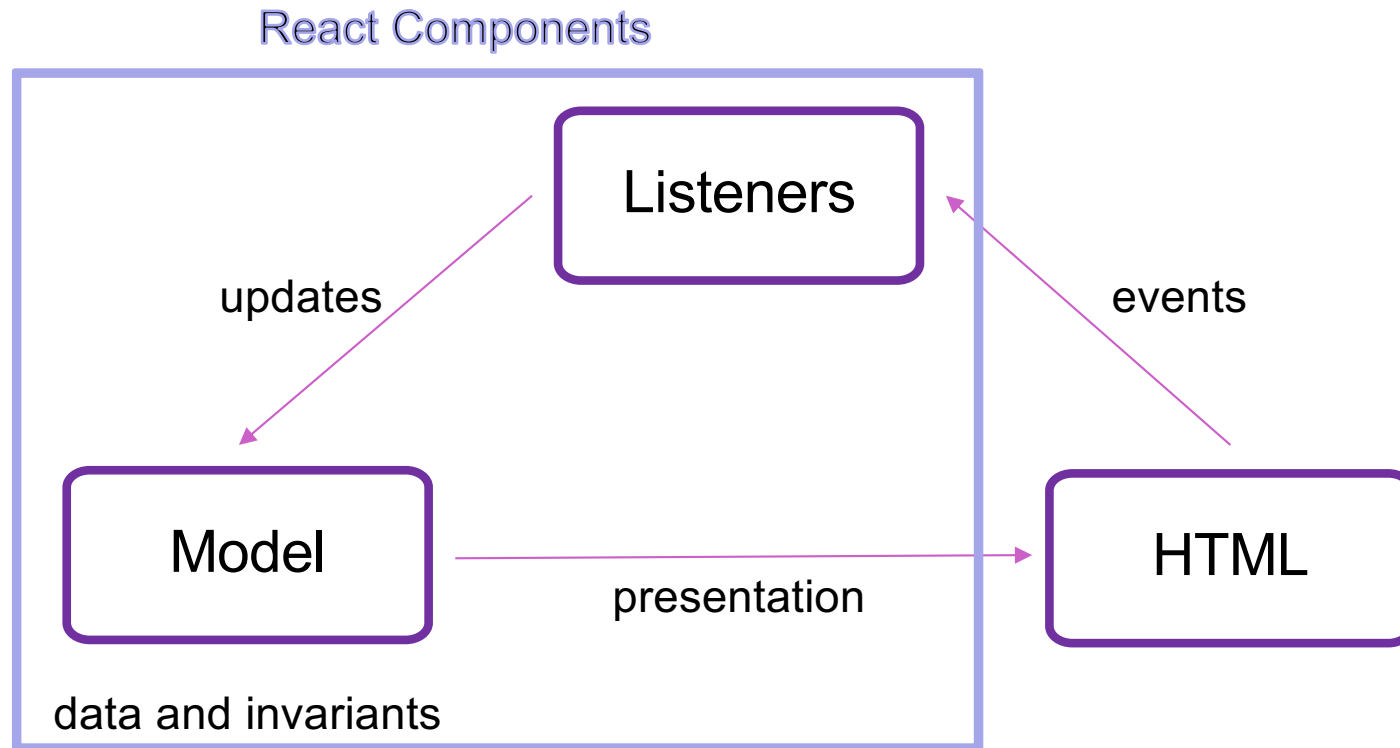 React Components
Listeners
updates
events
Model
HTML
presentation
data and invariants